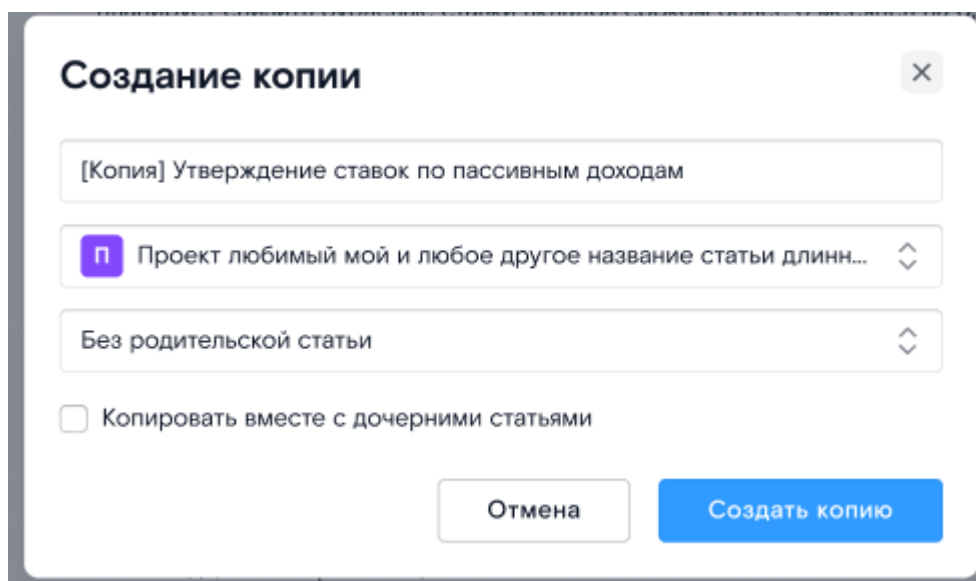 Создание копии
[Копия] Утверждение ставок по пассивным доходам
П Проект любимый мой и любое другое название статьи длинн...
Без родительской статьи
Копировать вместе с дочерними статьями
Отмена Создать копию